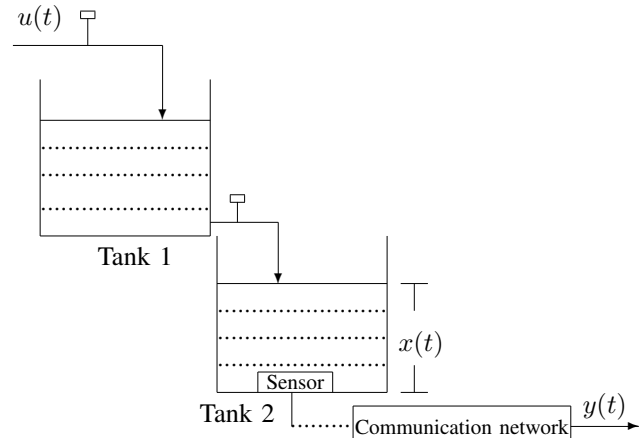 u(t)
Tank 1
x(t)
Sensor
Tank 2
y(t)
Communication network